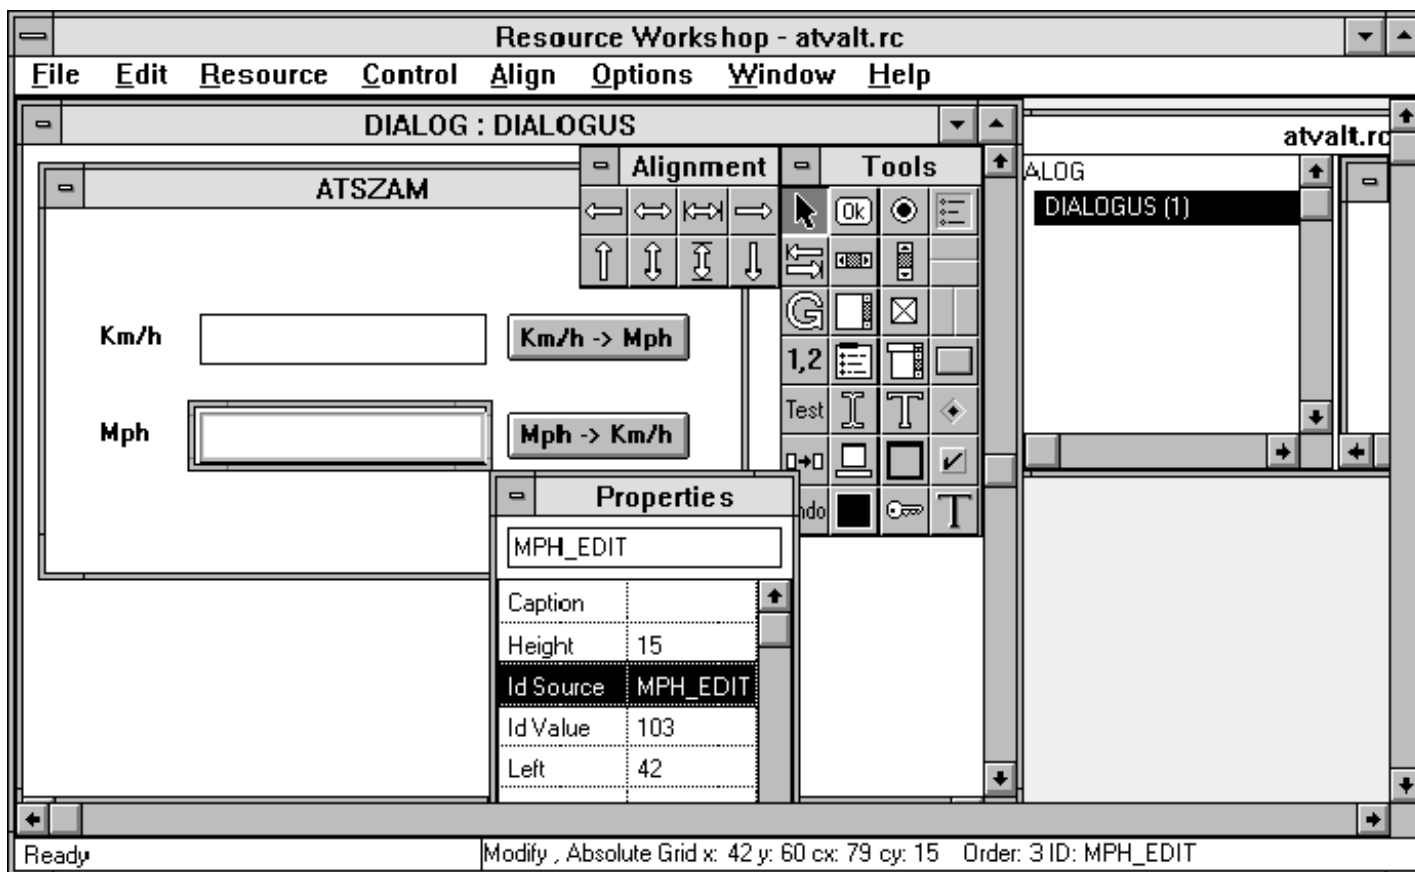 Resource Workshop - atvalt.rc
File Edit Resource Control Align Options Window Help
DIALOG : DIALOGUS
atvalt.rc
ATSZAM
Alignment
Tools
ALOG
DIALOGUS (1)
Ok
Km/h
Km/h -> Mph
1,2
Test
Mph
Mph -> Km/h
Properties
ndo
MPH_EDIT
Caption
Height 15
Id Source MPH_EDIT
Id Value 103
Left 42
Ready
Modify , Absolute Grid x: 42 y: 60 cx: 79 cy: 15 Order: 3 ID: MPH_EDIT